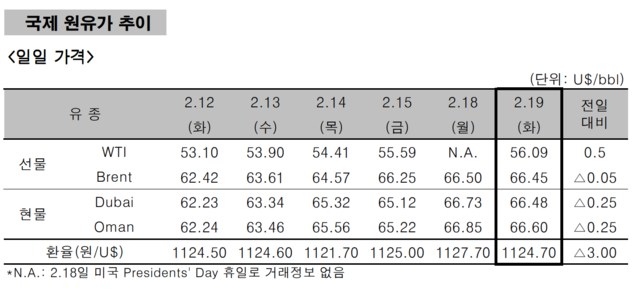 국제 원유가 추이
<일일 가격>
(단위: U$/bbl)
유 종 2.12 (화) 2.13 (수) 2.14 (목) 2.15 (금) 2.18 (월) 2.19 (화) 전일 대비
선물 WTI 53.10 53.90 54.41 55.59 N.A. 56.09 0.5
Brent 62.42 63.61 64.57 66.25 66.50 66.45 △0.05
현물 Dubai 62.23 63.34 65.32 65.12 66.73 66.48 △0.25
Oman 62.24 63.46 65.56 65.22 66.85 66.60 △0.25
환율(원/U$) 1124.50 1124.60 1121.70 1125.00 1127.70 1124.70 △3.00
*N.A.: 2.18일 미국 Presidents' Day 휴일로 거래정보 없음